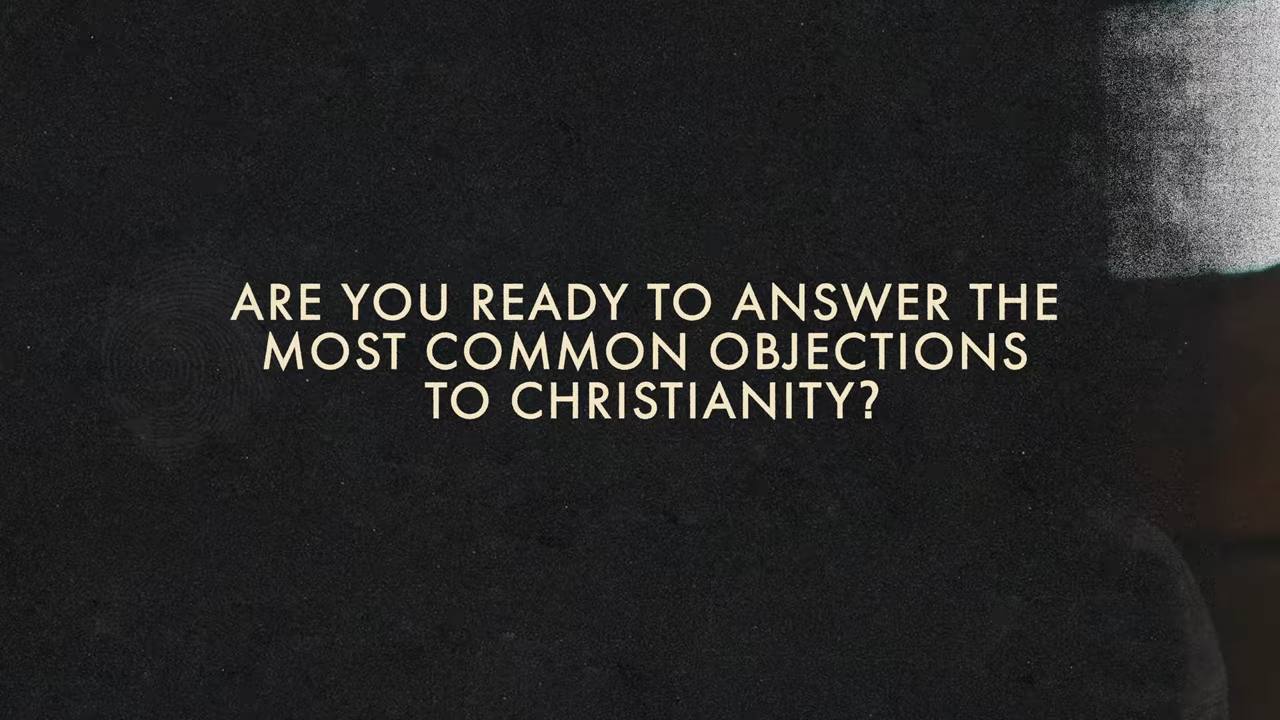 ARE YOU READY TO ANSWER THE
MOST COMMON OBJECTIONS
TO CHRISTIANITY?